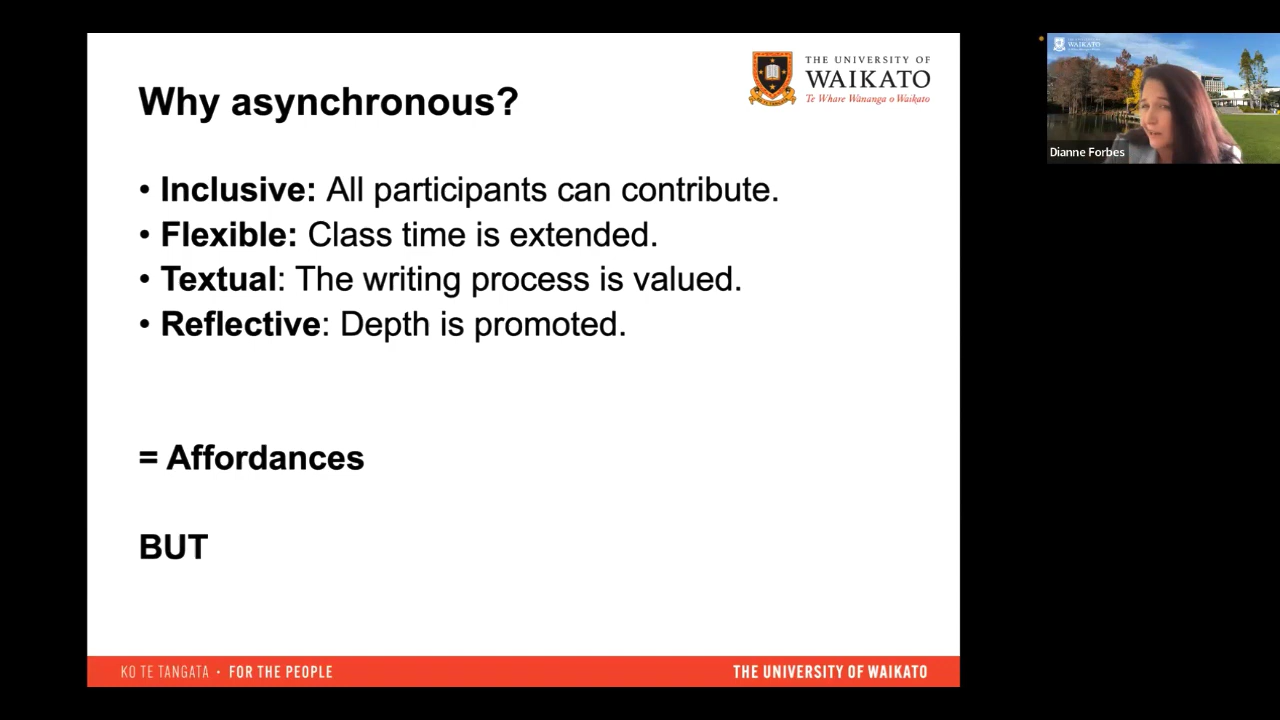 Why asynchronous?
THE UNIVERSITY OF
WAIKATO
Te Whare Wānanga o Waikato
• Inclusive: All participants can contribute.
• Flexible: Class time is extended.
• Textual: The writing process is valued.
• Reflective: Depth is promoted.
= Affordances
BUT
KO TE TANGATA • FOR THE PEOPLE
THE UNIVERSITY OF WAIKATO
WAIKATO
Dianne Forbes